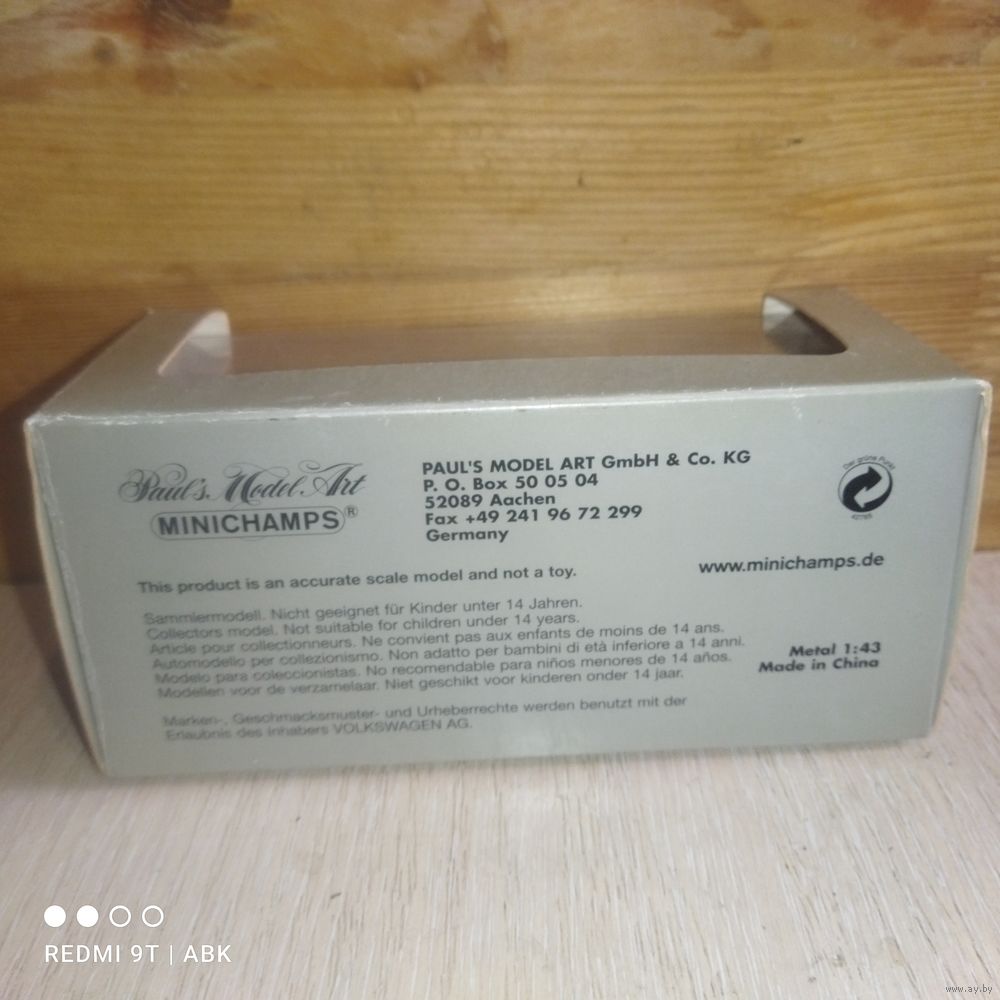 Paul's Model Art
MINICHAMPS®
PAUL'S MODEL ART GmbH & Co. KG
P. O. Box 50 05 04
52089 Aachen
Fax +49 241 96 72 299
Germany
Der grüne Punkt
www.minichamps.de
This product is an accurate scale model and not a toy.
Sammlermodell. Nicht geeignet für Kinder unter 14 Jahren.
Collectors model. Not suitable for children under 14 years.
Article pour collectionneurs. Ne convient pas aux enfants de moins de 14 ans.
Automodello per collezionismo. Non adatto per bambini di età inferiore a 14 anni.
Modelo para coleccionistas. No recomendable para niños menores de 14 años.
Modellen voor de verzamelaar. Niet geschikt voor kinderen onder 14 jaar.
Metal 1:43
Made in China
Marken-, Geschmacksmuster- und Urheberrechte werden benutzt mit der
Erlaubnis des Inhabers VOLKSWAGEN AG.
REDMI 9T | ABK
www.ay.by